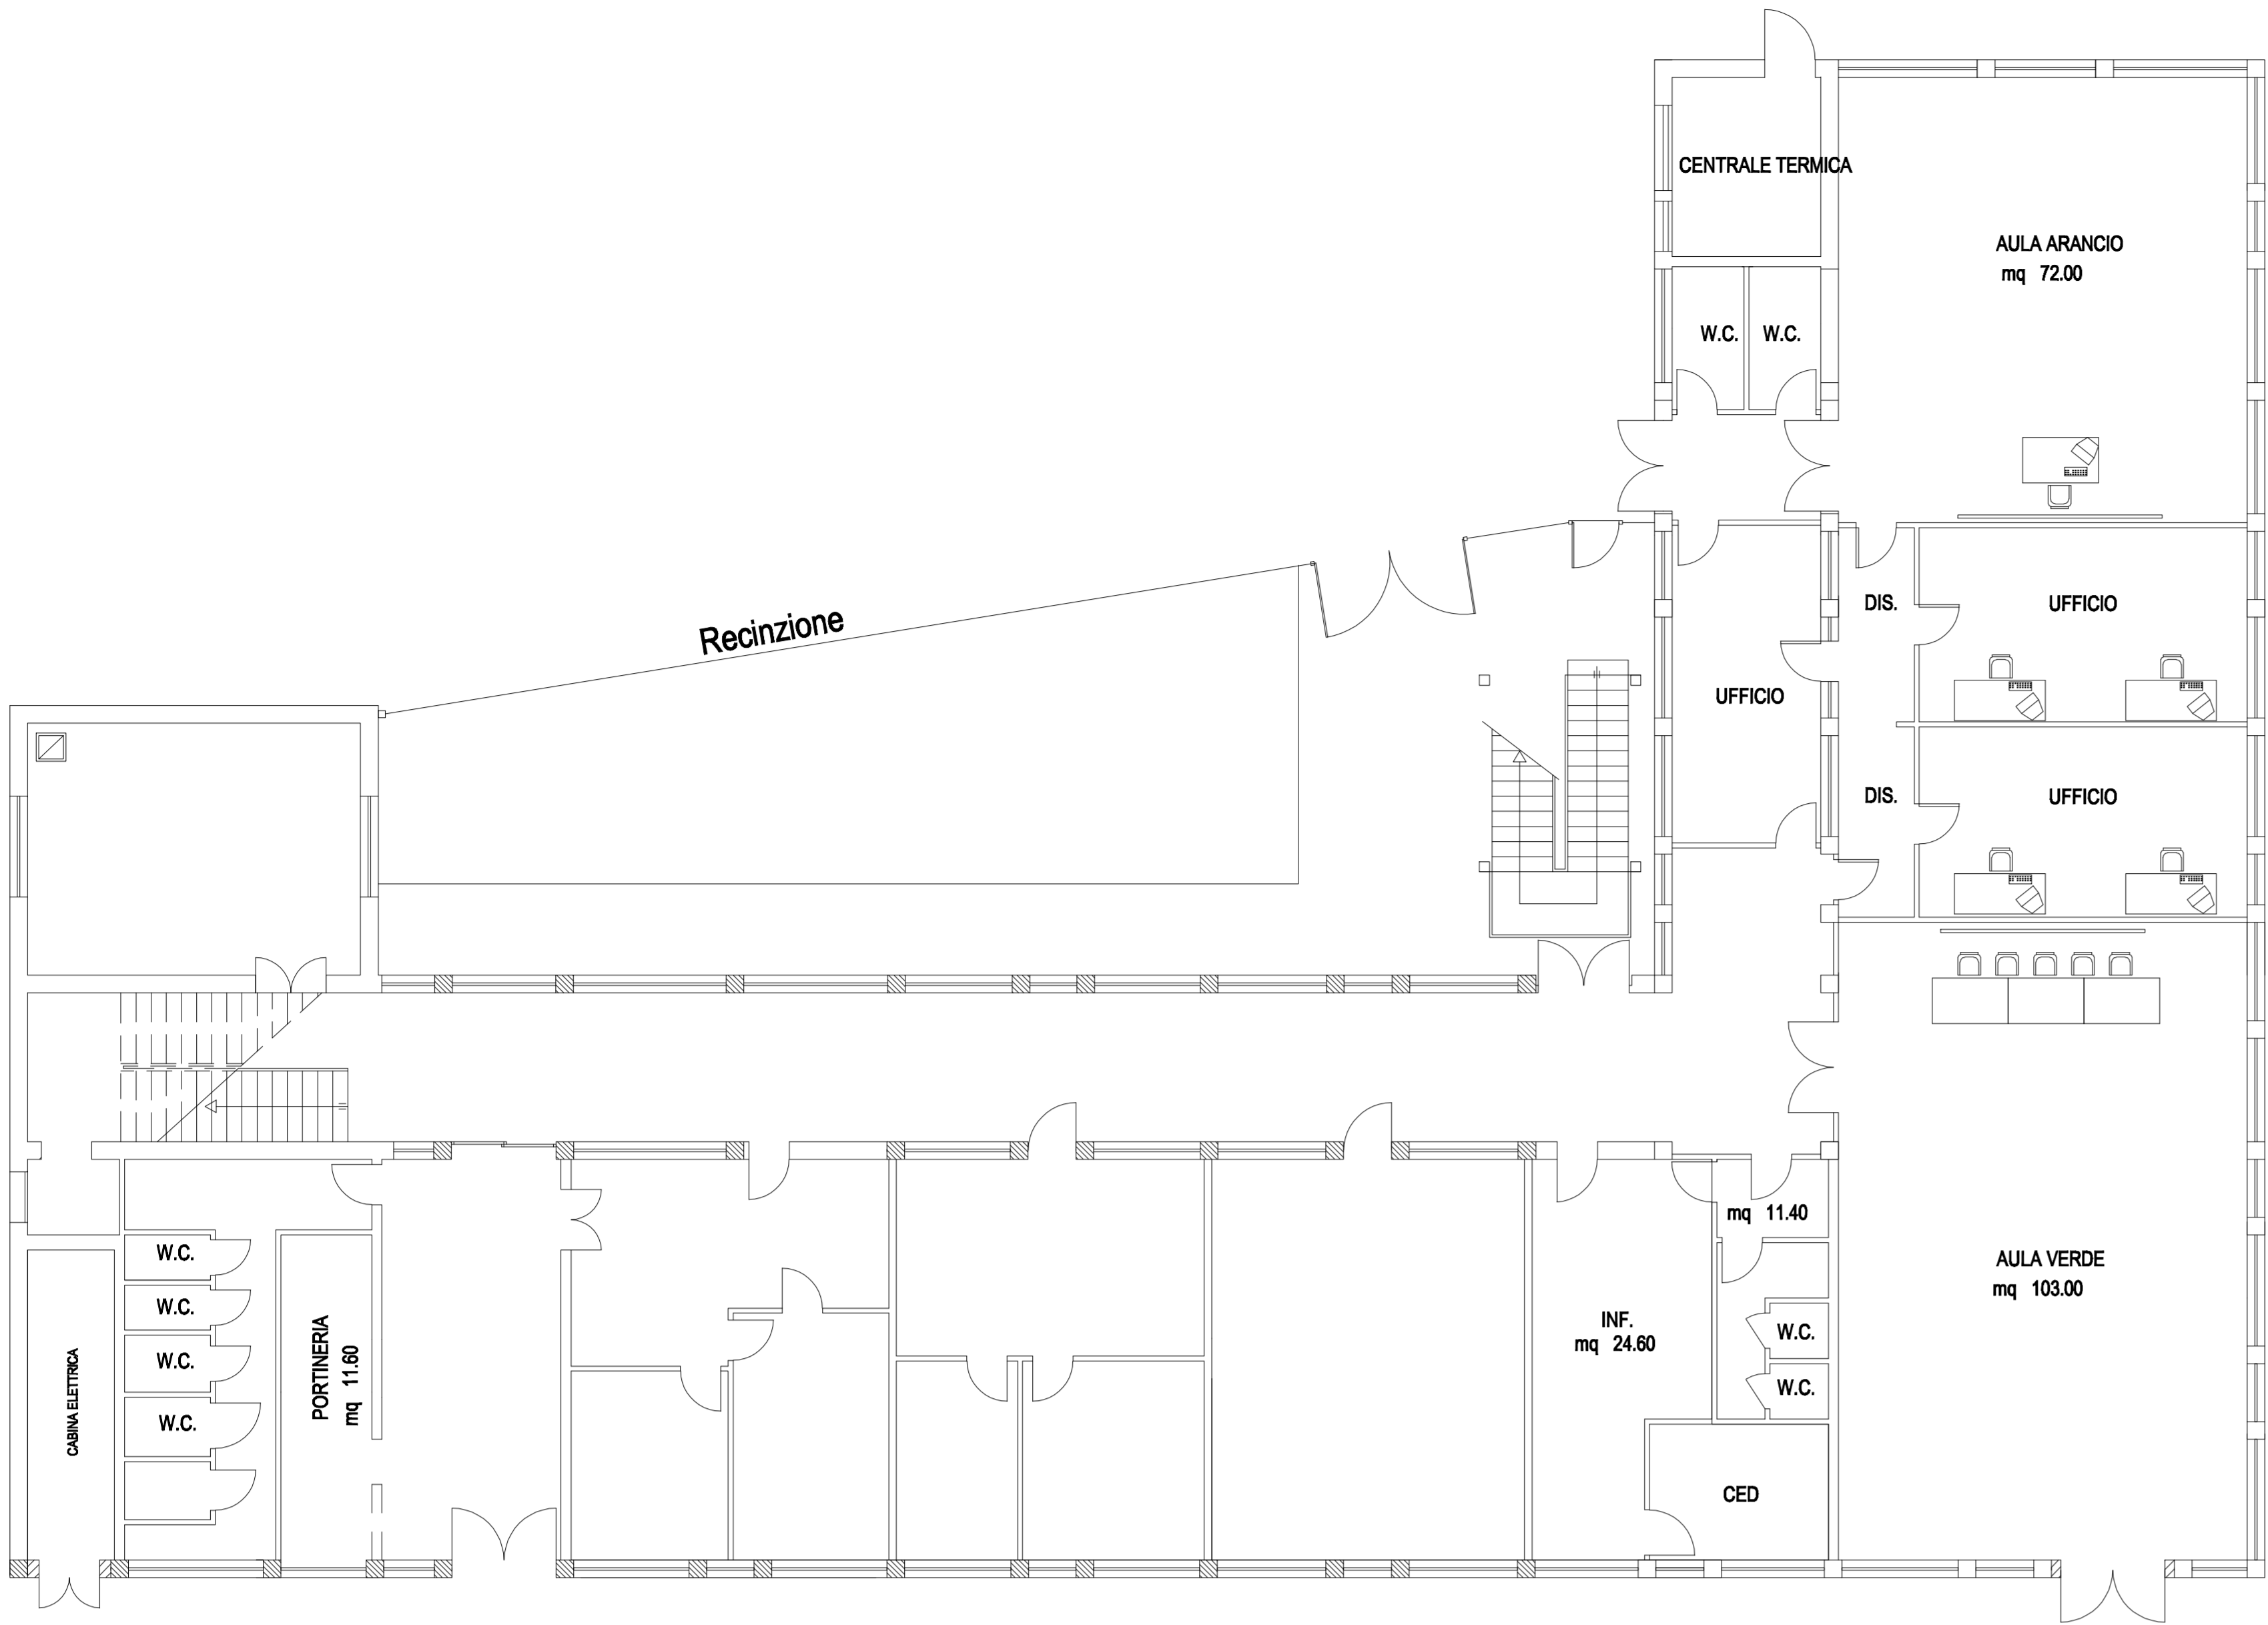 CENTRALE TERMICA
AULA ARANCIO
mq 72.00
W.C.
W.C.
Recinzione
DIS.
UFFICIO
UFFICIO
DIS.
UFFICIO
mq 11.40
W.C.
W.C.
W.C.
W.C.
PORTINERIA
mq 11.60
CABINA ELETTRICA
INF.
mq 24.60
W.C.
W.C.
CED
AULA VERDE
mq 103.00